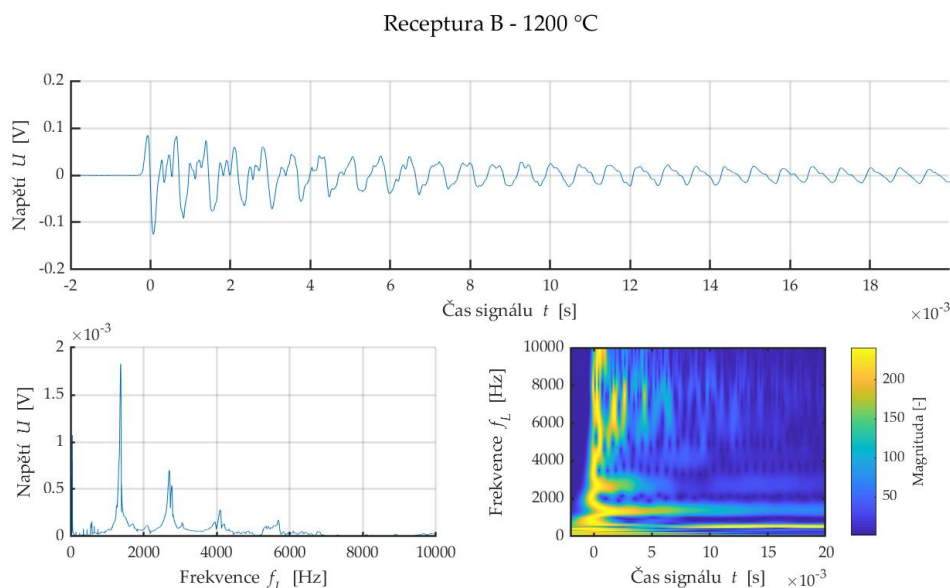 Receptura B - 1200 °C
Napětí U [V]
0.2
0.1
0
-0.1
-0.2
-2 0 2 4 6 8 10 12 14 16 18
Čas signálu t [s]
×10⁻³
×10⁻³
Napětí U [V]
2
1.5
1
0.5
0
0 2000 4000 6000 8000 10000
Frekvence f_L [Hz]
Frekvence f_L [Hz]
10000
8000
6000
4000
2000
0
0 5 10 15 20
Čas signálu t [s]
×10⁻³
200
150
100
50
Magnituda [-]